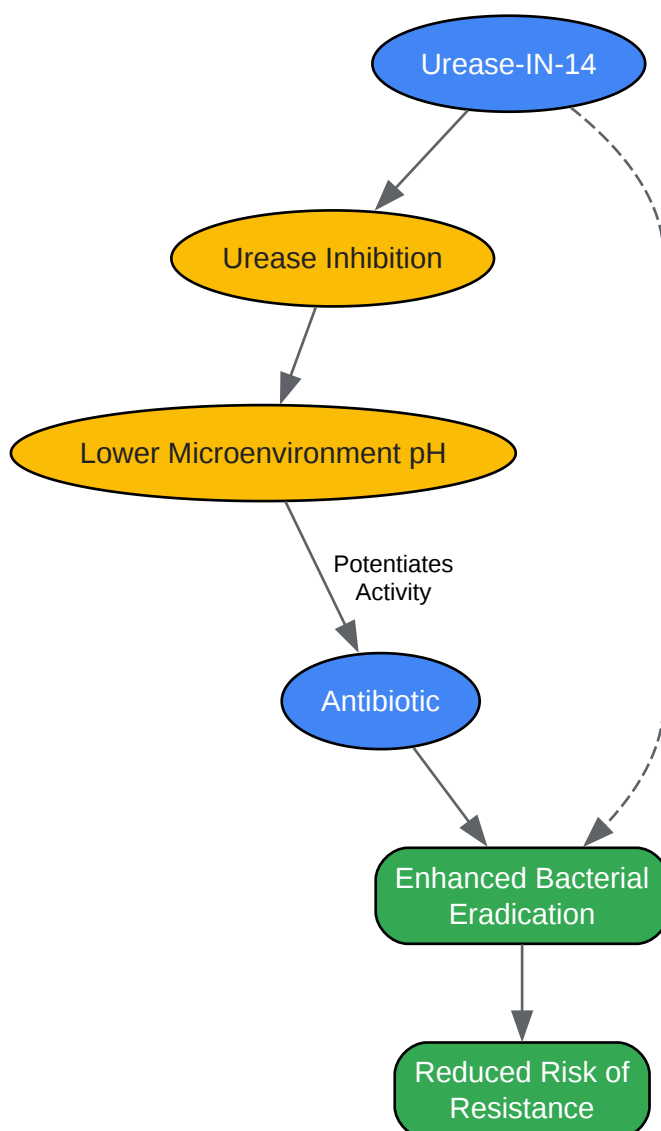 Urease-IN-14
Urease Inhibition
Lower Microenvironment pH
Potentiates
Activity
Antibiotic
Enhanced Bacterial
Eradication
Reduced Risk of
Resistance